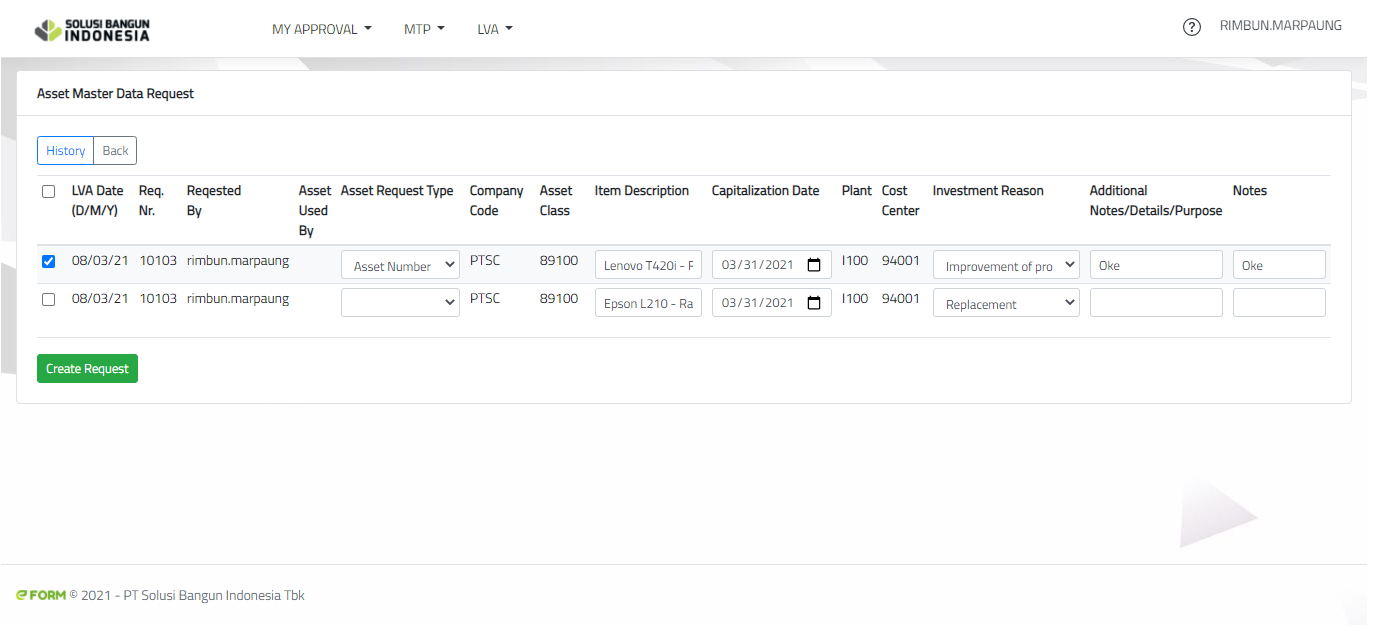 SOLUSI BANGUN
INDONESIA
MY APPROVAL MTP LVA ? RIMBUN.MARPAUNG
Asset Master Data Request
History Back
LVA Date Req. Reqested Asset Asset Request Type Company Asset Item Description Capitalization Date Plant Cost Investment Reason Additional Notes
(D/M/Y) Nr. By Used Code Class Center Notes/Details/Purpose
By
08/03/21 10103 rimbun.marpaung Asset Number PTSC 89100 Lenovo T420i - F 03/31/2021 I100 94001 Improvement of pro Oke Oke
08/03/21 10103 rimbun.marpaung PTSC 89100 Epson L210 - Ra 03/31/2021 I100 94001 Replacement
Create Request
e FORM © 2021 - PT Solusi Bangun Indonesia Tbk